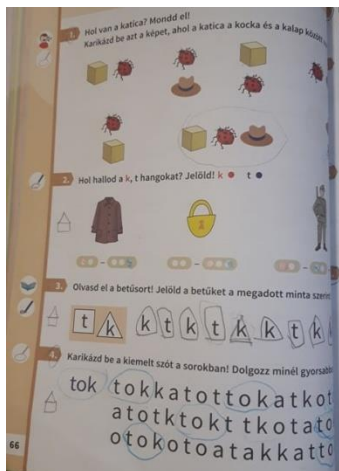 1. Hol van a katica? Mondd el!
Karikázd be azt a képet, ahol a katica a kocka és a kalap között
2. Hol hallod a k, t hangokat? Jelöld! k t
3. Olvasd el a betűsort! Jelöld a betűket a megadott minta szerint
t k k t k t k k t k
4. Karikázd be a kiemelt szót a sorokban! Dolgozz minél gyorsabb
tok tokkatottokatkot
atotktokt tkotato
otokotoatakkatto
66